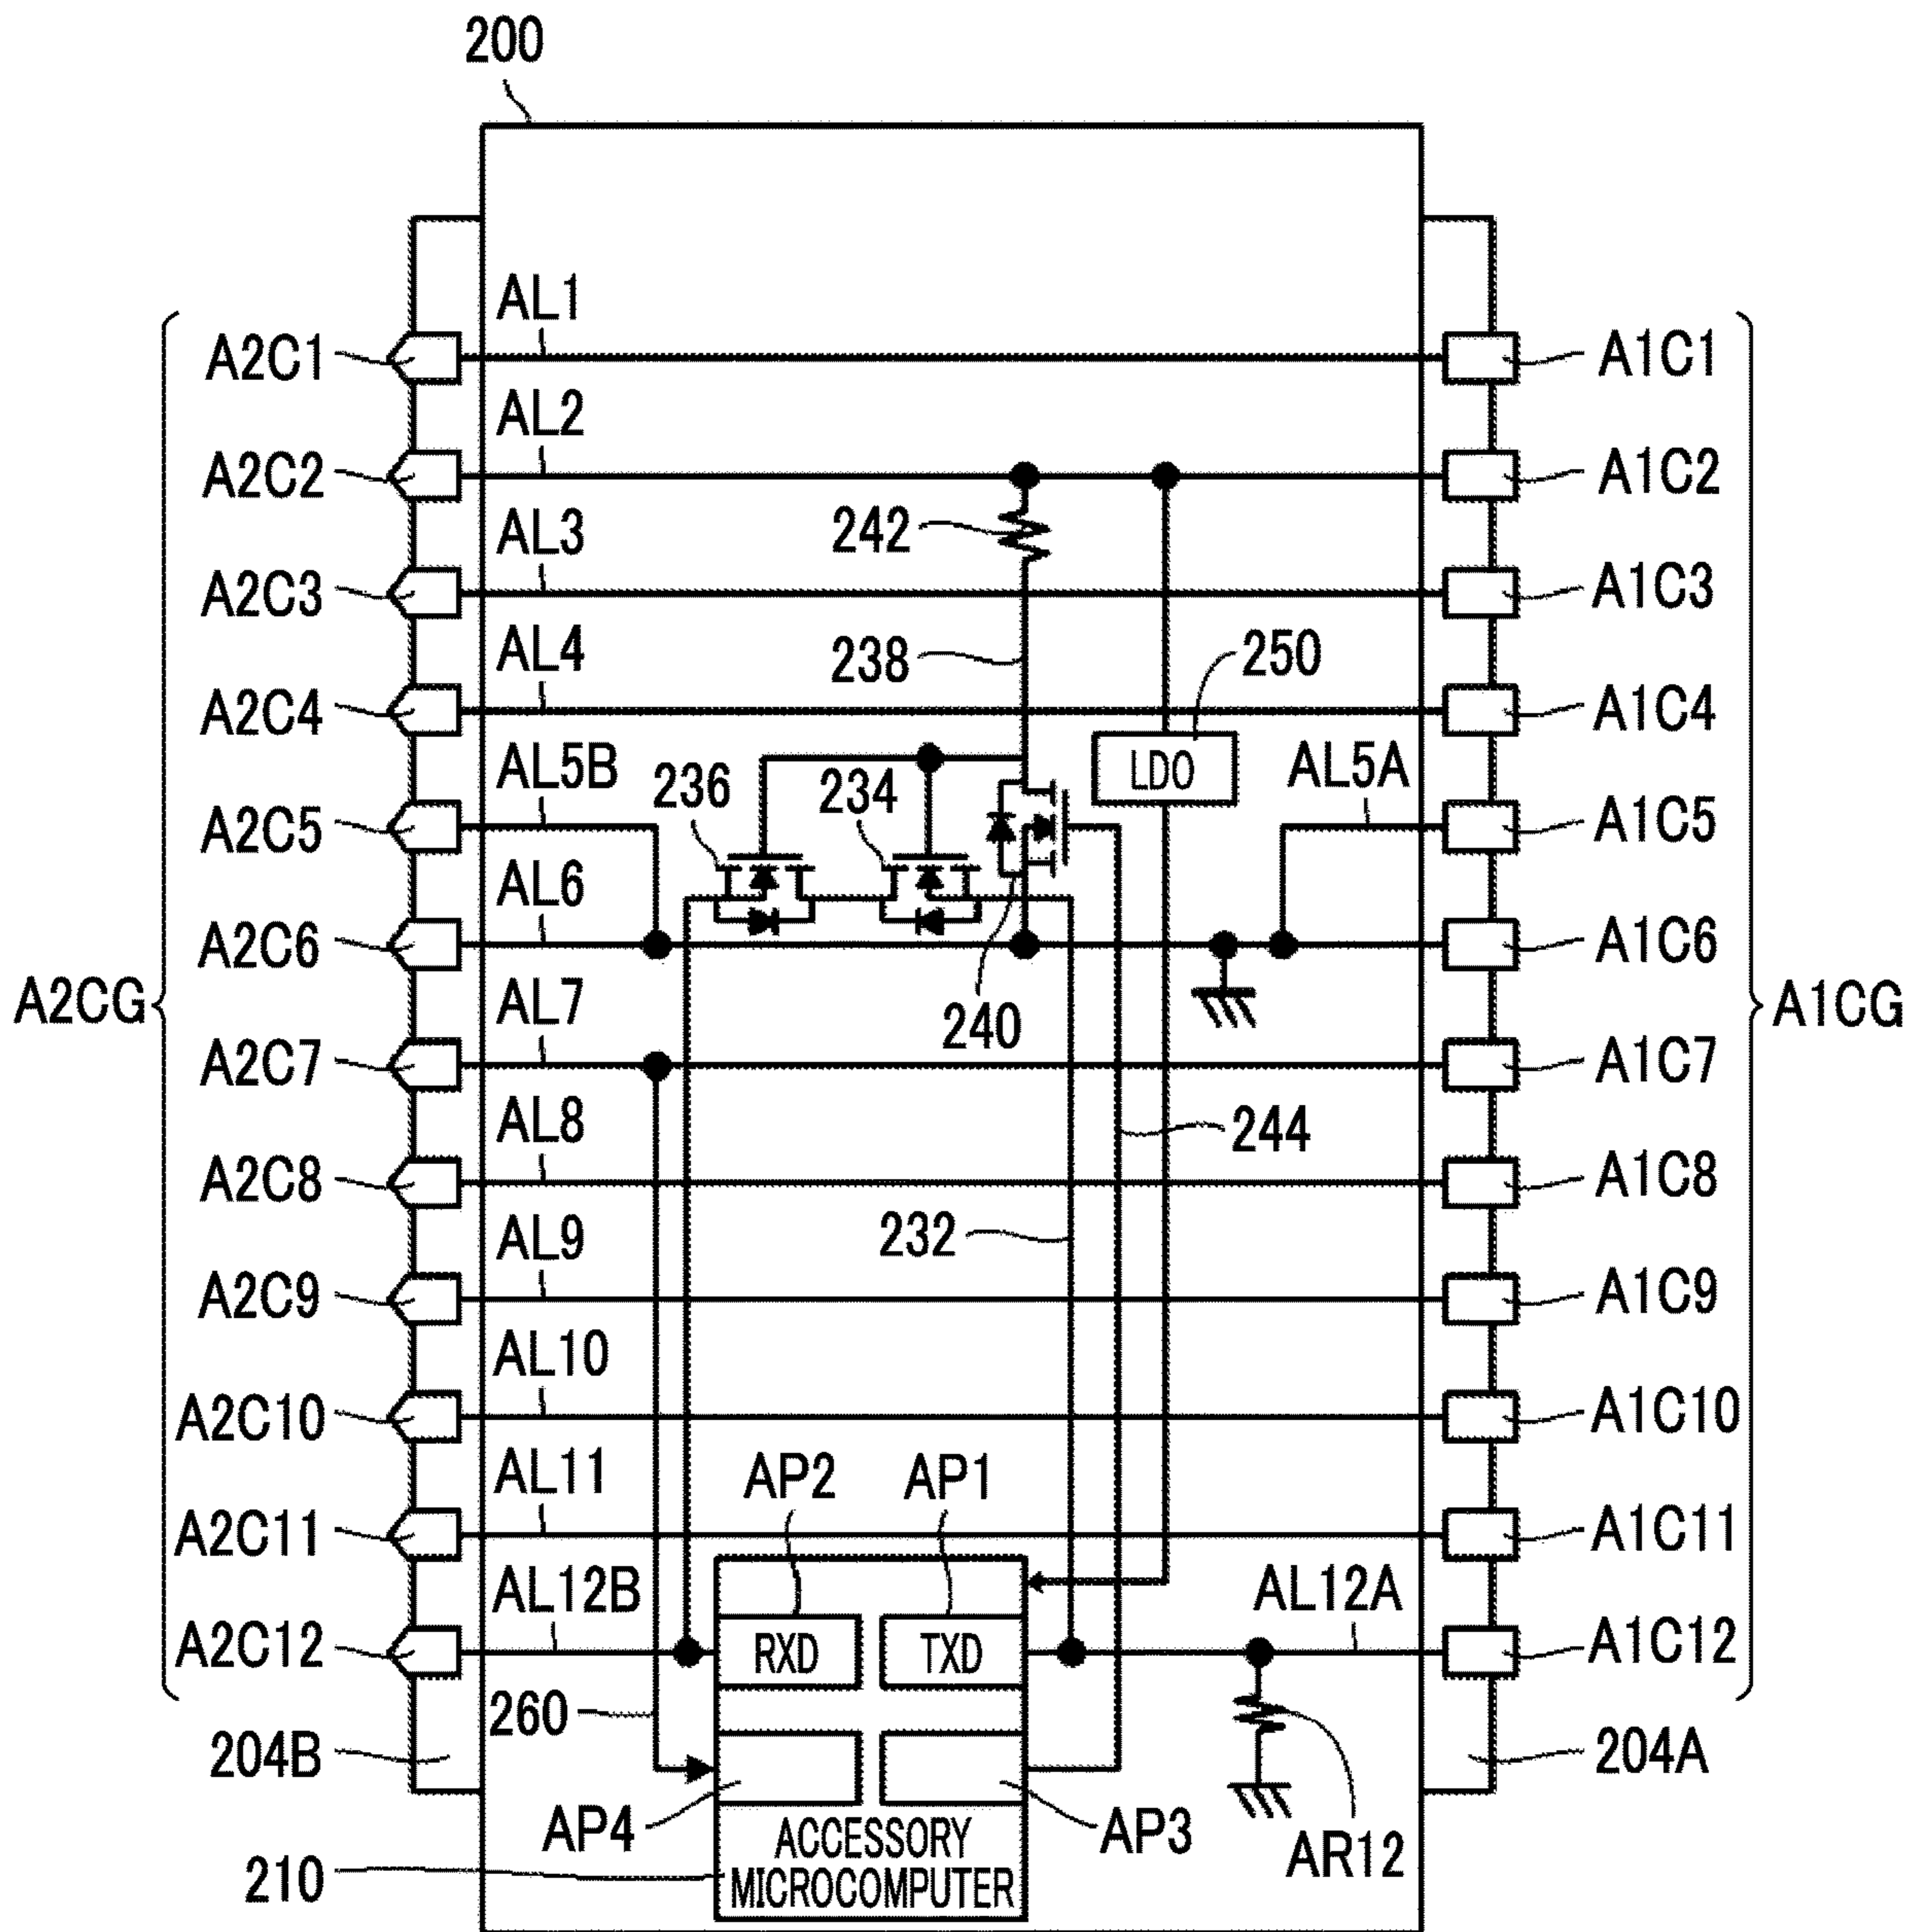 200
AL1
A2C1
A1C1
AL2
A2C2
A1C2
242
AL3
A2C3
A1C3
AL4
238
250
A2C4
A1C4
AL5B
236
234
LDO
AL5A
A2C5
A1C5
AL6
A2C6
A1C6
A2CG
A1CG
AL7
240
A2C7
A1C7
AL8
244
A2C8
A1C8
AL9
232
A2C9
A1C9
AL10
A2C10
A1C10
AL11
AP2
AP1
A2C11
A1C11
AL12B
AL12A
A2C12
RXD
TXD
A1C12
260
204B
204A
AP4
AP3
AR12
210
ACCESSORY
MICROCOMPUTER